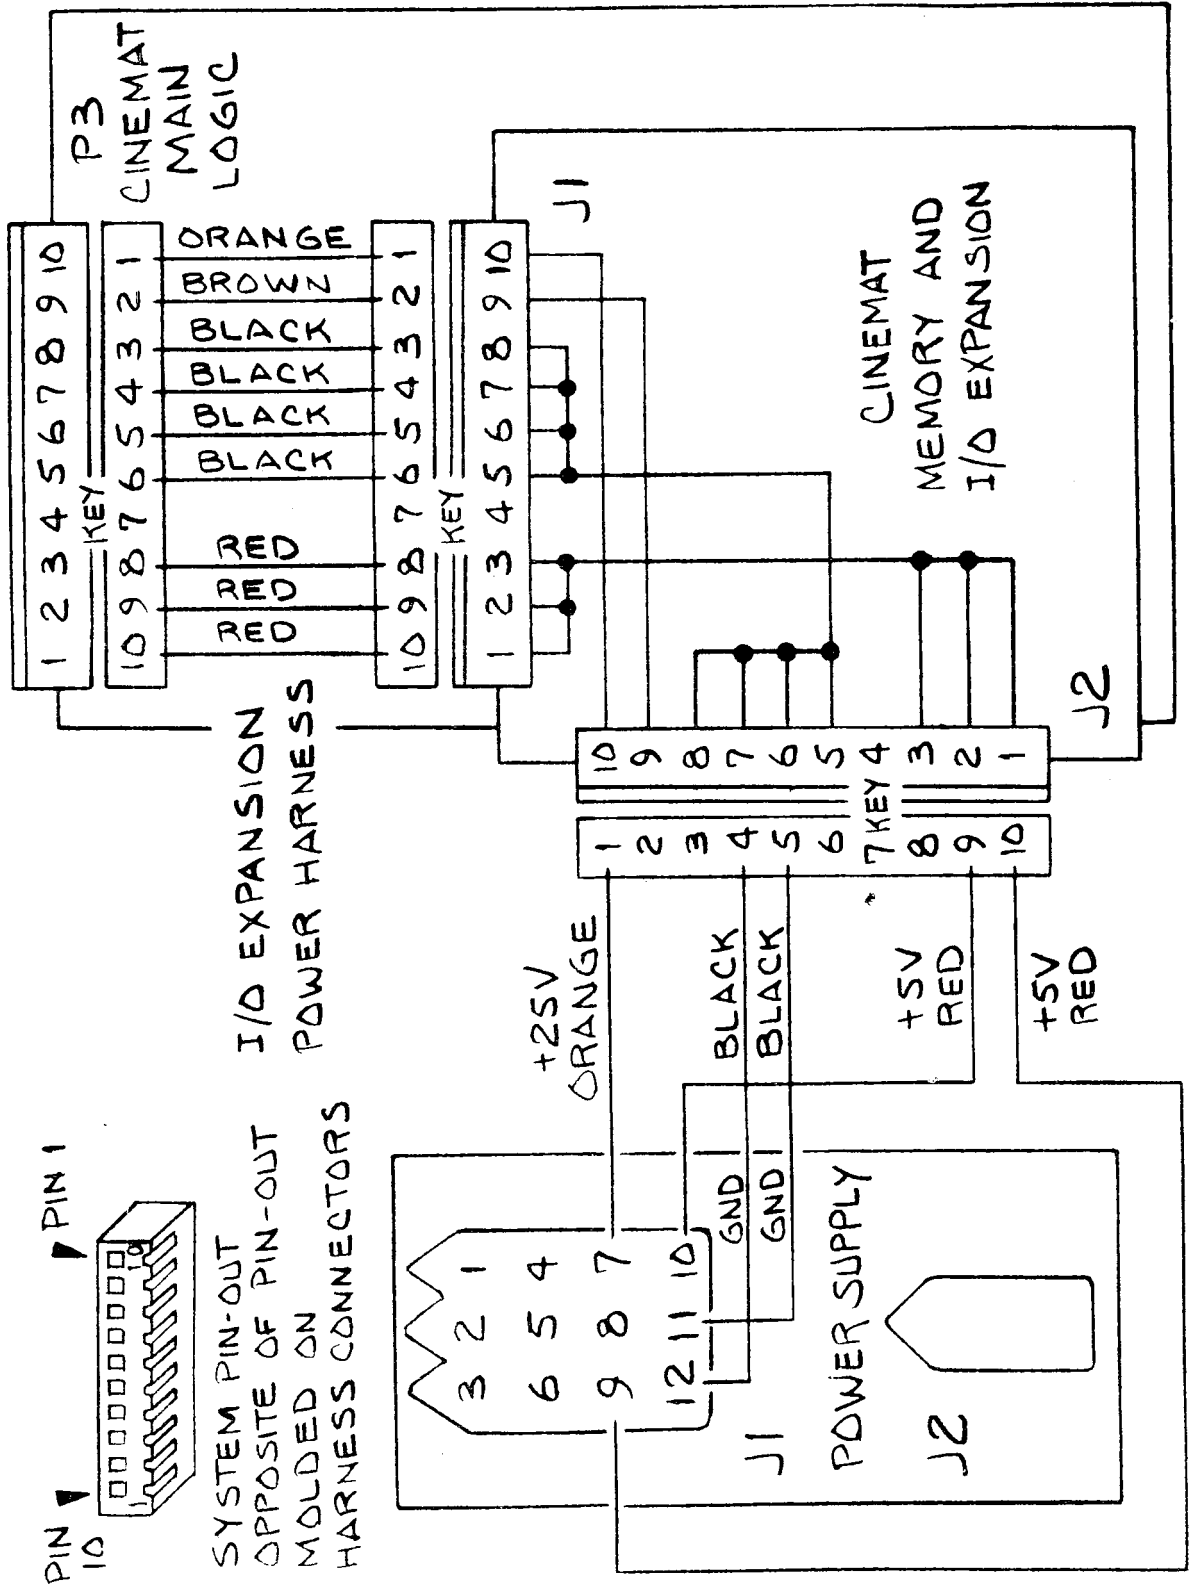 PIN 10
PIN 1
1
10
SYSTEM PIN-OUT
OPPOSITE OF PIN-OUT
MOLDED ON
HARNESS CONNECTORS
I/O EXPANSION
POWER HARNESS
1 2 3 4 5 6 7 8 9 10
KEY
10 9 8 7 6 5 4 3 2 1
RED
RED
RED
BLACK
BLACK
BLACK
BLACK
BROWN
ORANGE
10 9 8 7 6 5 4 3 2 1
KEY
1 2 3 4 5 6 7 8 9 10
P3
CINEMAT
MAIN
LOGIC
J1
CINEMAT
MEMORY AND
I/O EXPANSION
J2
10
9
8
7
6
5
4
3
2
1
KEY
1
2
3
4
5
6
7
8
9
10
+25V
ORANGE
BLACK
BLACK
+5V
RED
+5V
RED
GND
GND
3 2 1
6 5 4
9 8 7
12 11 10
J1
POWER SUPPLY
J2